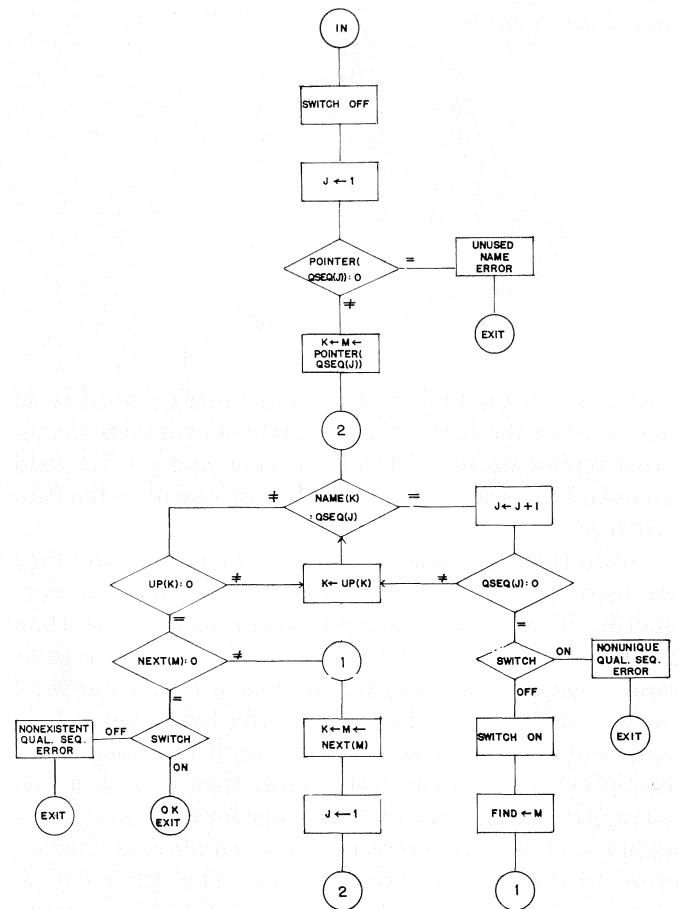 IN
SWITCH OFF
J ← 1
POINTER(
QSEQ(J)) : 0
=
UNUSED
NAME
ERROR
EXIT
≠
K ← M ←
POINTER(
QSEQ(J))
2
NAME(K)
: QSEQ(J)
≠
=
J ← J + 1
UP(K) : 0
≠
K ← UP(K)
≠
QSEQ(J) : 0
=
=
NEXT(M) : 0
≠
1
SWITCH
ON
NONUNIQUE
QUAL. SEQ.
ERROR
EXIT
OFF
=
NONEXISTENT
QUAL. SEQ.
ERROR
OFF
SWITCH
ON
K ← M ←
NEXT(M)
SWITCH ON
EXIT
OK
EXIT
J ← 1
FIND ← M
2
1